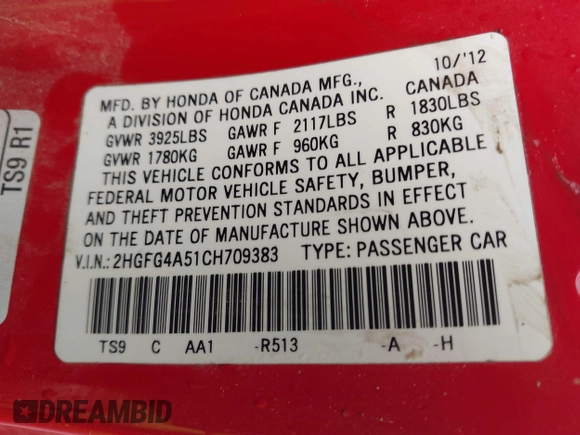 10/'12
MFD. BY HONDA OF CANADA MFG.,
A DIVISION OF HONDA CANADA INC. CANADA
GVWR 3925LBS GAWR F 2117LBS R 1830LBS
GVWR 1780KG GAWR F 960KG R 830KG
THIS VEHICLE CONFORMS TO ALL APPLICABLE
FEDERAL MOTOR VEHICLE SAFETY, BUMPER,
AND THEFT PREVENTION STANDARDS IN EFFECT
ON THE DATE OF MANUFACTURE SHOWN ABOVE.
V.I.N.: 2HGFG4A51CH709383 TYPE: PASSENGER CAR
TS9 C AA1 -R513 -A -H
TS9 R1
DREAMBID